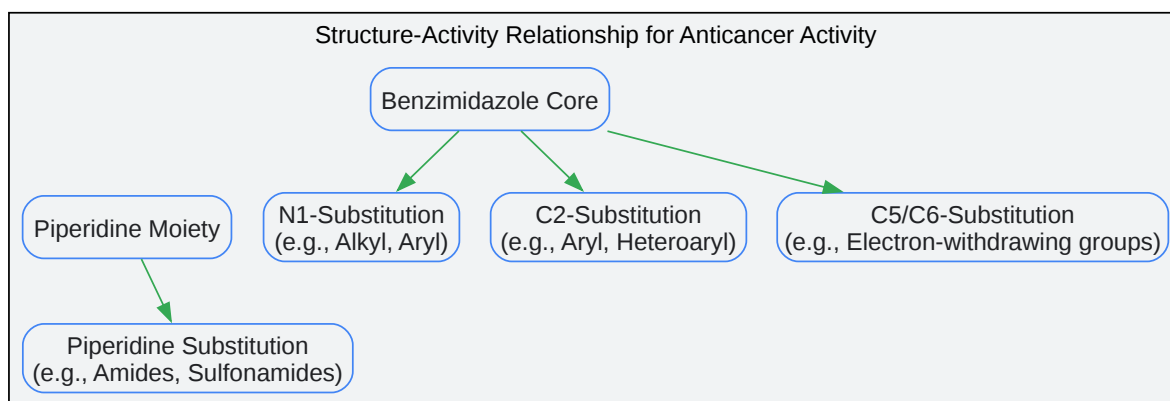 Structure-Activity Relationship for Anticancer Activity
Benzimidazole Core
Piperidine Moiety
N1-Substitution
(e.g., Alkyl, Aryl)
C2-Substitution
(e.g., Aryl, Heteroaryl)
C5/C6-Substitution
(e.g., Electron-withdrawing groups)
Piperidine Substitution
(e.g., Amides, Sulfonamides)